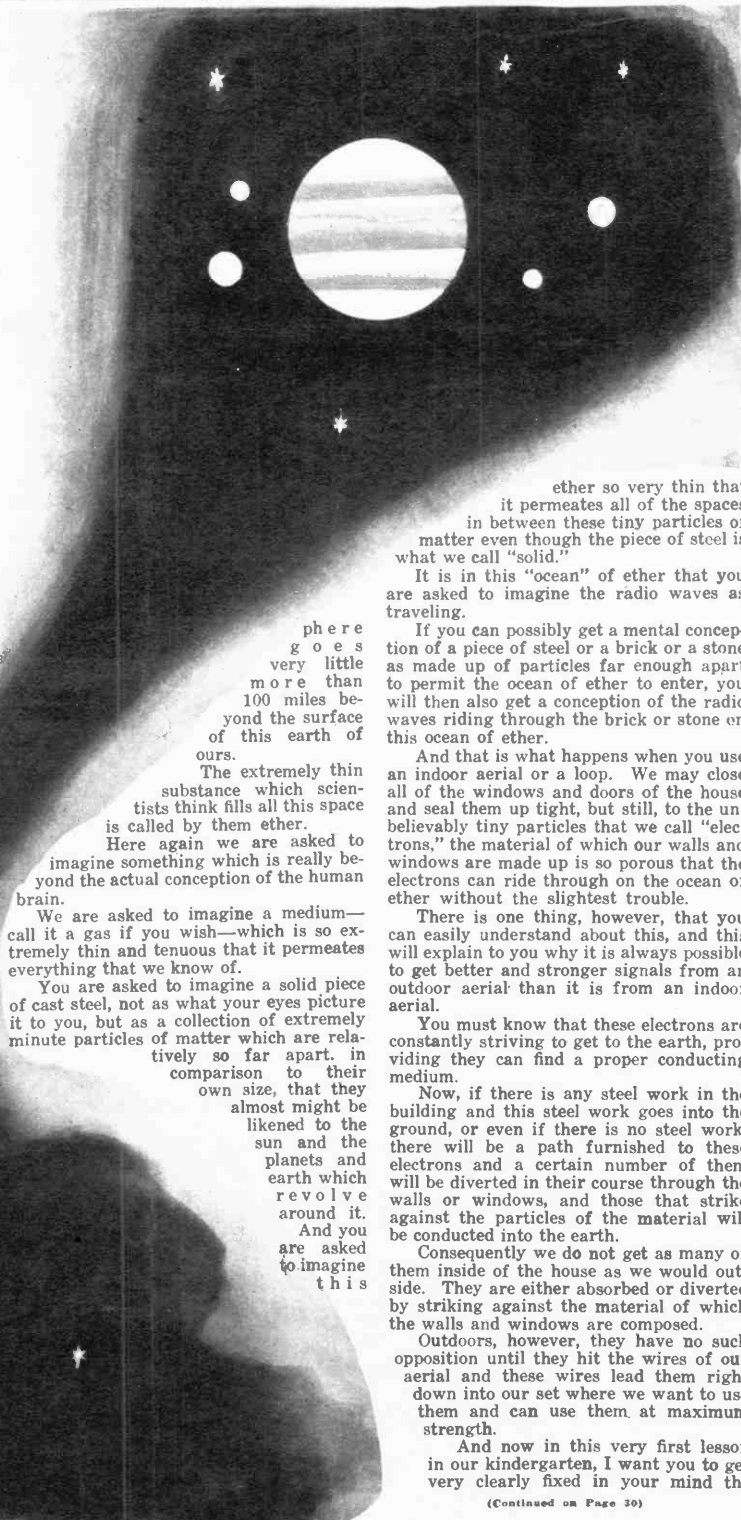 phere
goes
very little
more than
100 miles be-
yond the surface
of this earth of
ours.
The extremely thin
substance which scien-
tists think fills all this space
is called by them ether.
Here again we are asked to
imagine something which is really be-
yond the actual conception of the human
brain.
We are asked to imagine a medium—
call it a gas if you wish—which is so ex-
tremely thin and tenuous that it permeates
everything that we know of.
You are asked to imagine a solid piece
of cast steel, not as what your eyes picture
it to you, but as a collection of extremely
minute particles of matter which are rela-
tively so far apart. in
comparison to their
own size, that they
almost might be
likened to the
sun and the
planets and
earth which
revolve
around it.
And you
are asked
to imagine
this
ether so very thin tha
it permeates all of the space
in between these tiny particles o
matter even though the piece of steel i
what we call "solid."
It is in this "ocean" of ether that you
are asked to imagine the radio waves a
traveling.
If you can possibly get a mental concep-
tion of a piece of steel or a brick or a stone
as made up of particles far enough apart
to permit the ocean of ether to enter, you
will then also get a conception of the radio
waves riding through the brick or stone on
this ocean of ether.
And that is what happens when you use
an indoor aerial or a loop. We may close
all of the windows and doors of the house
and seal them up tight, but still, to the un
believably tiny particles that we call "elec
trons," the material of which our walls and
windows are made up is so porous that the
electrons can ride through on the ocean o
ether without the slightest trouble.
There is one thing, however, that you
can easily understand about this, and this
will explain to you why it is always possible
to get better and stronger signals from an
outdoor aerial than it is from an indoor
aerial.
You must know that these electrons are
constantly striving to get to the earth, pro
viding they can find a proper conducting
medium.
Now, if there is any steel work in th
building and this steel work goes into th
ground, or even if there is no steel work
there will be a path furnished to thes
electrons and a certain number of them
will be diverted in their course through th
walls or windows, and those that strik
against the particles of the material wil
be conducted into the earth.
Consequently we do not get as many o
them inside of the house as we would out
side. They are either absorbed or diverte
by striking against the material of which
the walls and windows are composed.
Outdoors, however, they have no such
opposition until they hit the wires of ou
aerial and these wires lead them righ
down into our set where we want to us
them and can use them at maximum
strength.
And now in this very first lesso
in our kindergarten, I want you to ge
very clearly fixed in your mind th
(Continued on Page 30)